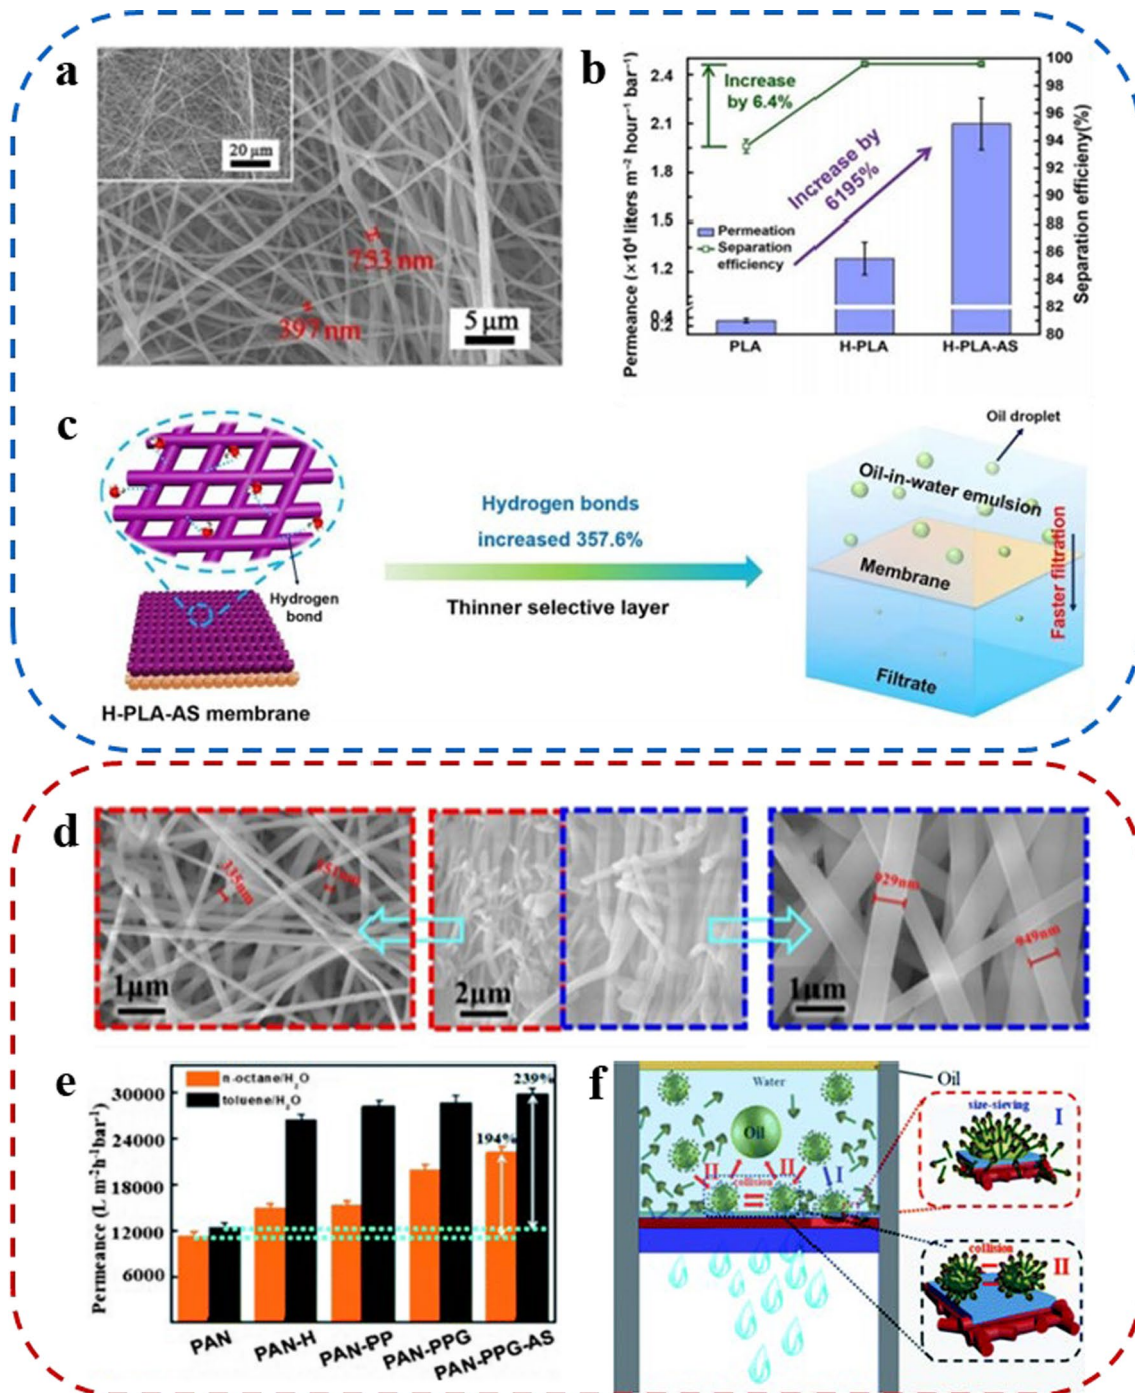 a
20 μm
753 nm
397 nm
5 μm
b
Permeance (×10⁴ liters m⁻² hour⁻¹ bar⁻¹)
2.4
2.1
1.8
1.5
1.2
0.4
0.2
Increase
by 6.4%
Increase by
6195%
Permeation
Separation
efficiency
PLA
H-PLA
H-PLA-AS
100
98
96
94
92
90
88
86
84
82
80
Separation efficieny(%)
c
Hydrogen
bond
H-PLA-AS membrane
Hydrogen bonds
increased 357.6%
Thinner selective layer
Oil droplet
Oil-in-water emulsion
Membrane
Faster filtration
Filtrate
d
335nm
1μm
2μm
929nm
949nm
1μm
e
Permeance (L m⁻²h⁻¹bar⁻¹)
30000
24000
18000
12000
6000
n-octane/H₂O
toluene/H₂O
239%
194%
PAN
PAN-H
PAN-PP
PAN-PPG
PAN-PPG-AS
f
Water
Oil
Oil
II
II
I
collision
size-sieving
I
collision
II